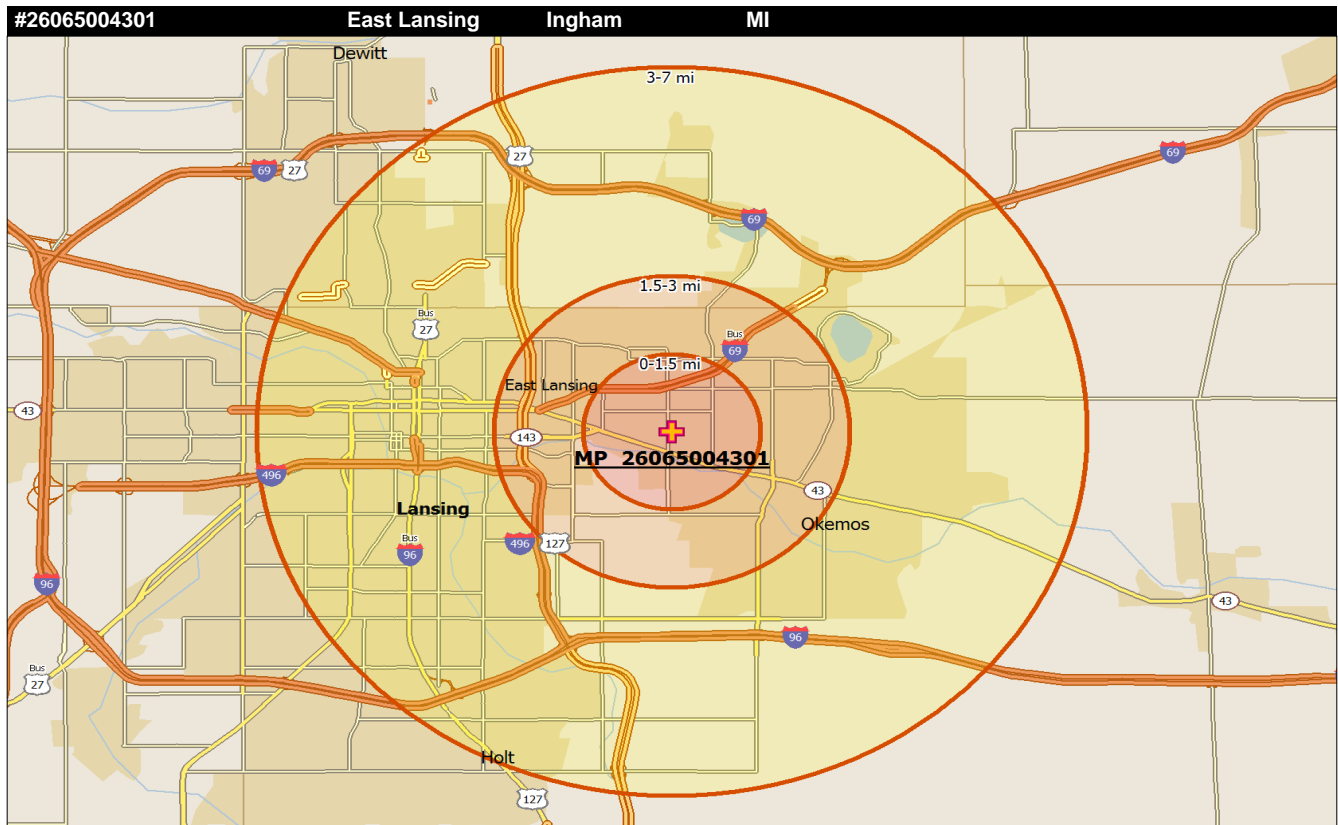 #26065004301 East Lansing Ingham MI
Dewitt
3-7 mi
27
69
69 27
69
1.5-3 mi
Bus
27
Bus
69
0-1.5 mi
East Lansing
43
143
MP 26065004301
496
43
Lansing
Okemos
Bus
96
496 127
96
43
96
Bus
27
Holt
127